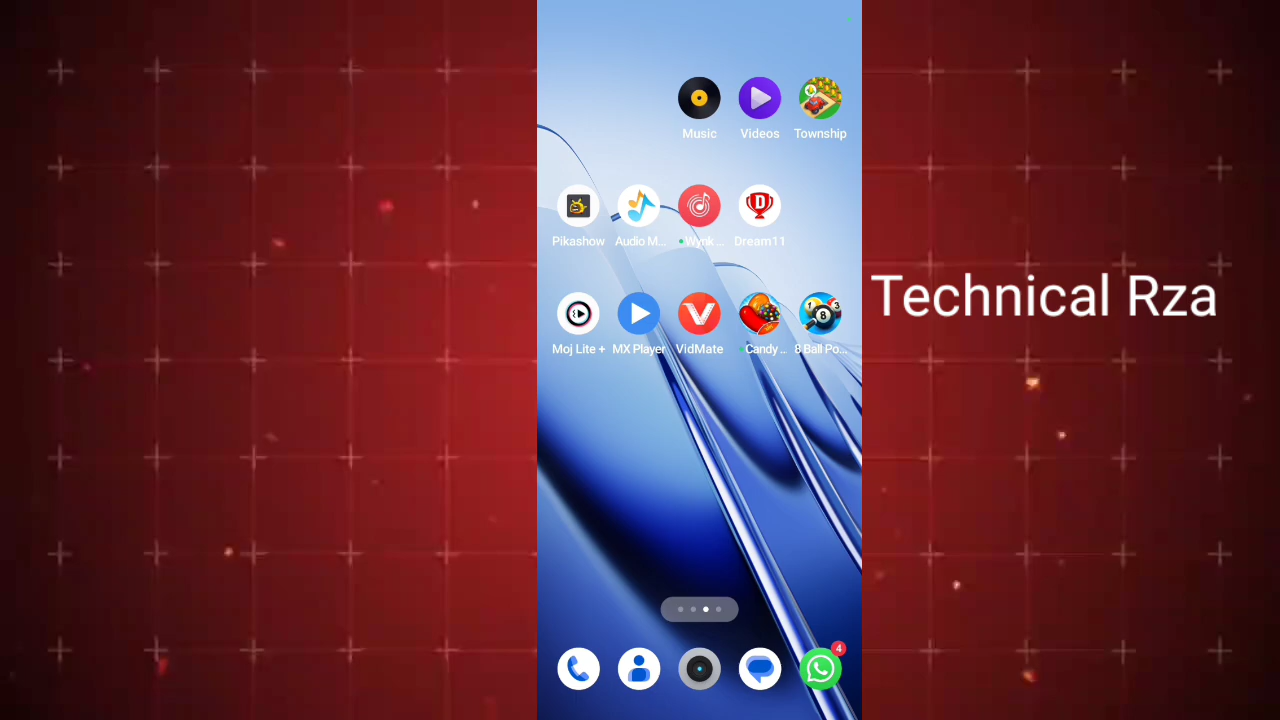 Music Videos Township
Pikashow Audio M... Wynk ... Dream11
Technical Rza
Moj Lite + MX Player VidMate Candy ... 8 Ball Po...
4